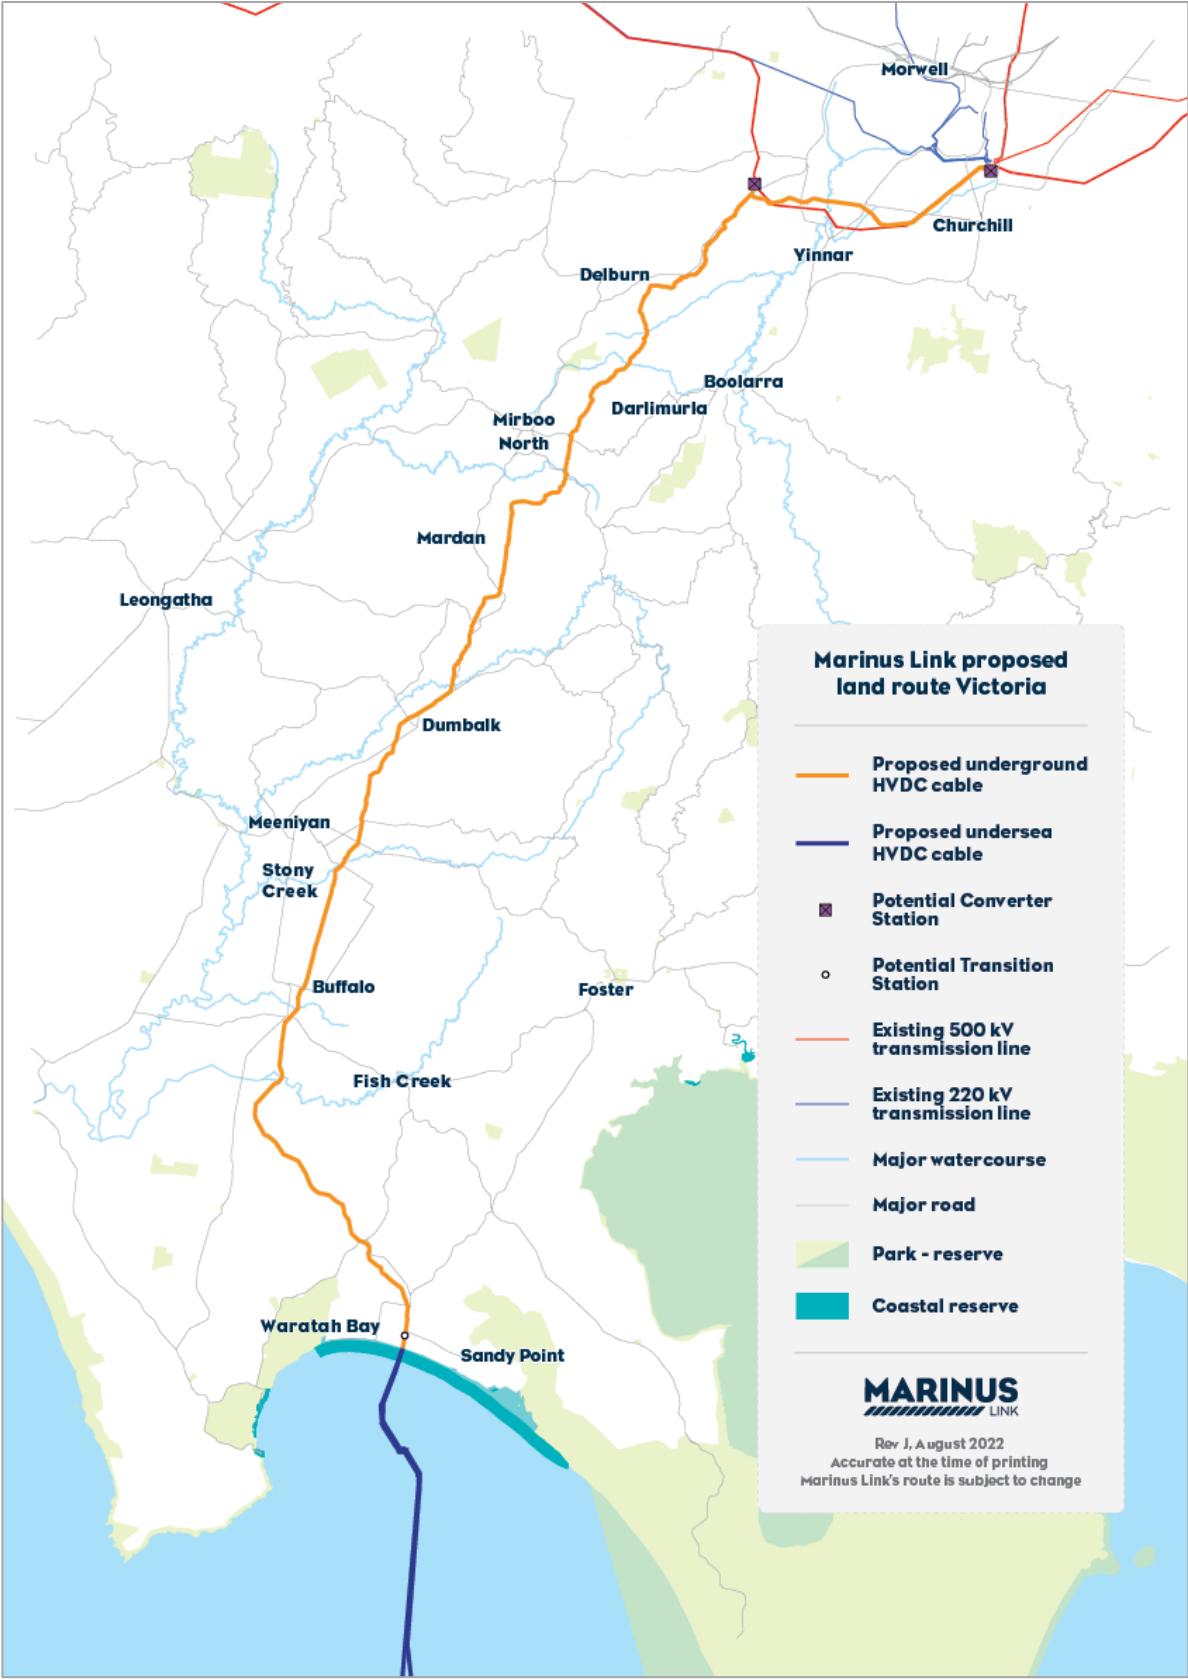 Morwell
Churchill
Yinnar
Delburn
Boolarra
Darlimurla
Mirboo
North
Mardan
Leongatha
Dumbalk
Meeniyan
Stony
Creek
Buffalo
Foster
Fish Creek
Waratah Bay
Sandy Point
Marinus Link proposed
land route Victoria
Proposed underground
HVDC cable
Proposed undersea
HVDC cable
Potential Converter
Station
Potential Transition
Station
Existing 500 kV
transmission line
Existing 220 kV
transmission line
Major watercourse
Major road
Park - reserve
Coastal reserve
MARINUS
LINK
Rev J, August 2022
Accurate at the time of printing
Marinus Link's route is subject to change